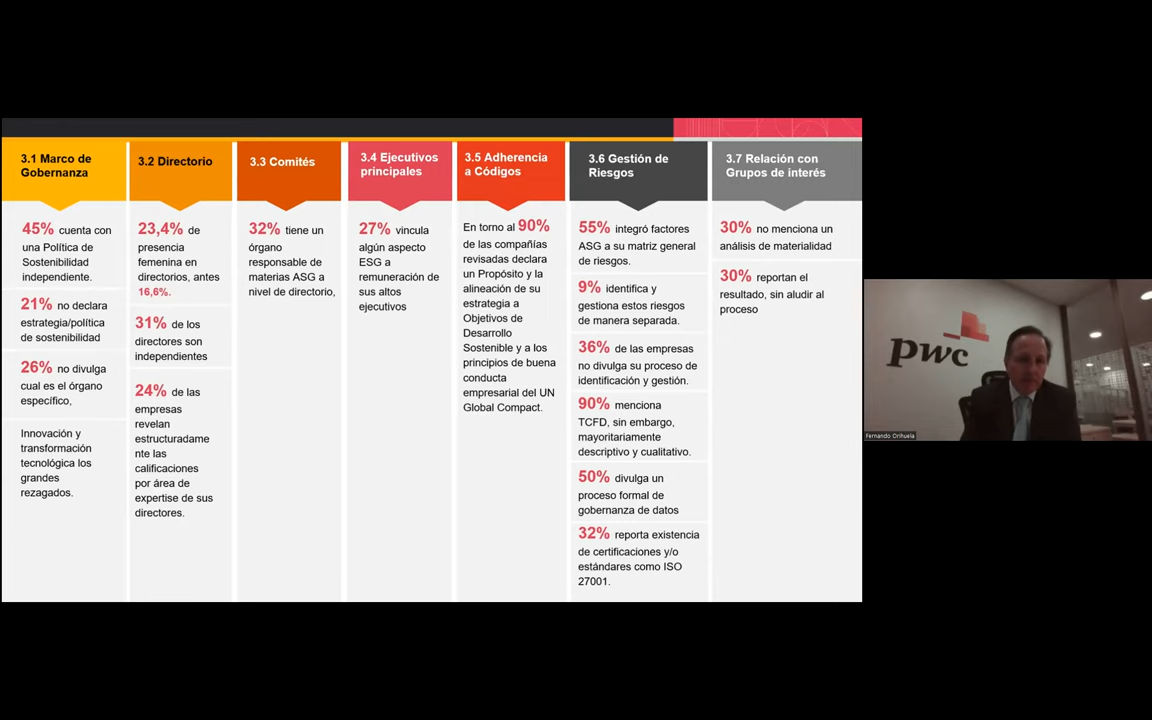 3.1 Marco de
Gobernanza
45% cuenta con
una Política de
Sostenibilidad
independiente.
21% no declara
estrategia/política
de sostenibilidad
26% no divulga
cual es el órgano
específico,
Innovación y
transformación
tecnológica los
grandes
rezagados.
3.2 Directorio
23,4% de
presencia
femenina en
directorios, antes
16,6%.
31% de los
directores son
independientes
24% de las
empresas
revelan
estructuradame
nte las
calificaciones
por área de
expertise de sus
directores.
3.3 Comités
32% tiene un
órgano
responsable de
materias ASG a
nivel de directorio,
3.4 Ejecutivos
principales
27% vincula
algún aspecto
ESG a
remuneración de
sus altos
ejecutivos
3.5 Adherencia
a Códigos
En torno al 90%
de las compañías
revisadas declara
un Propósito y la
alineación de su
estrategia a
Objetivos de
Desarrollo
Sostenible y a los
principios de buena
conducta
empresarial del UN
Global Compact.
3.6 Gestión de
Riesgos
55% integró factores
ASG a su matriz general
de riesgos.
9% identifica y
gestiona estos riesgos
de manera separada.
36% de las empresas
no divulga su proceso de
identificación y gestión.
90% menciona
TCFD, sin embargo,
mayoritariamente
descriptivo y cualitativo.
50% divulga un
proceso formal de
gobernanza de datos
32% reporta existencia
de certificaciones y/o
estándares como ISO
27001.
3.7 Relación con
Grupos de interés
30% no menciona un
análisis de materialidad
30% reportan el
resultado, sin aludir al
proceso
pwc
Fernando Orihuela